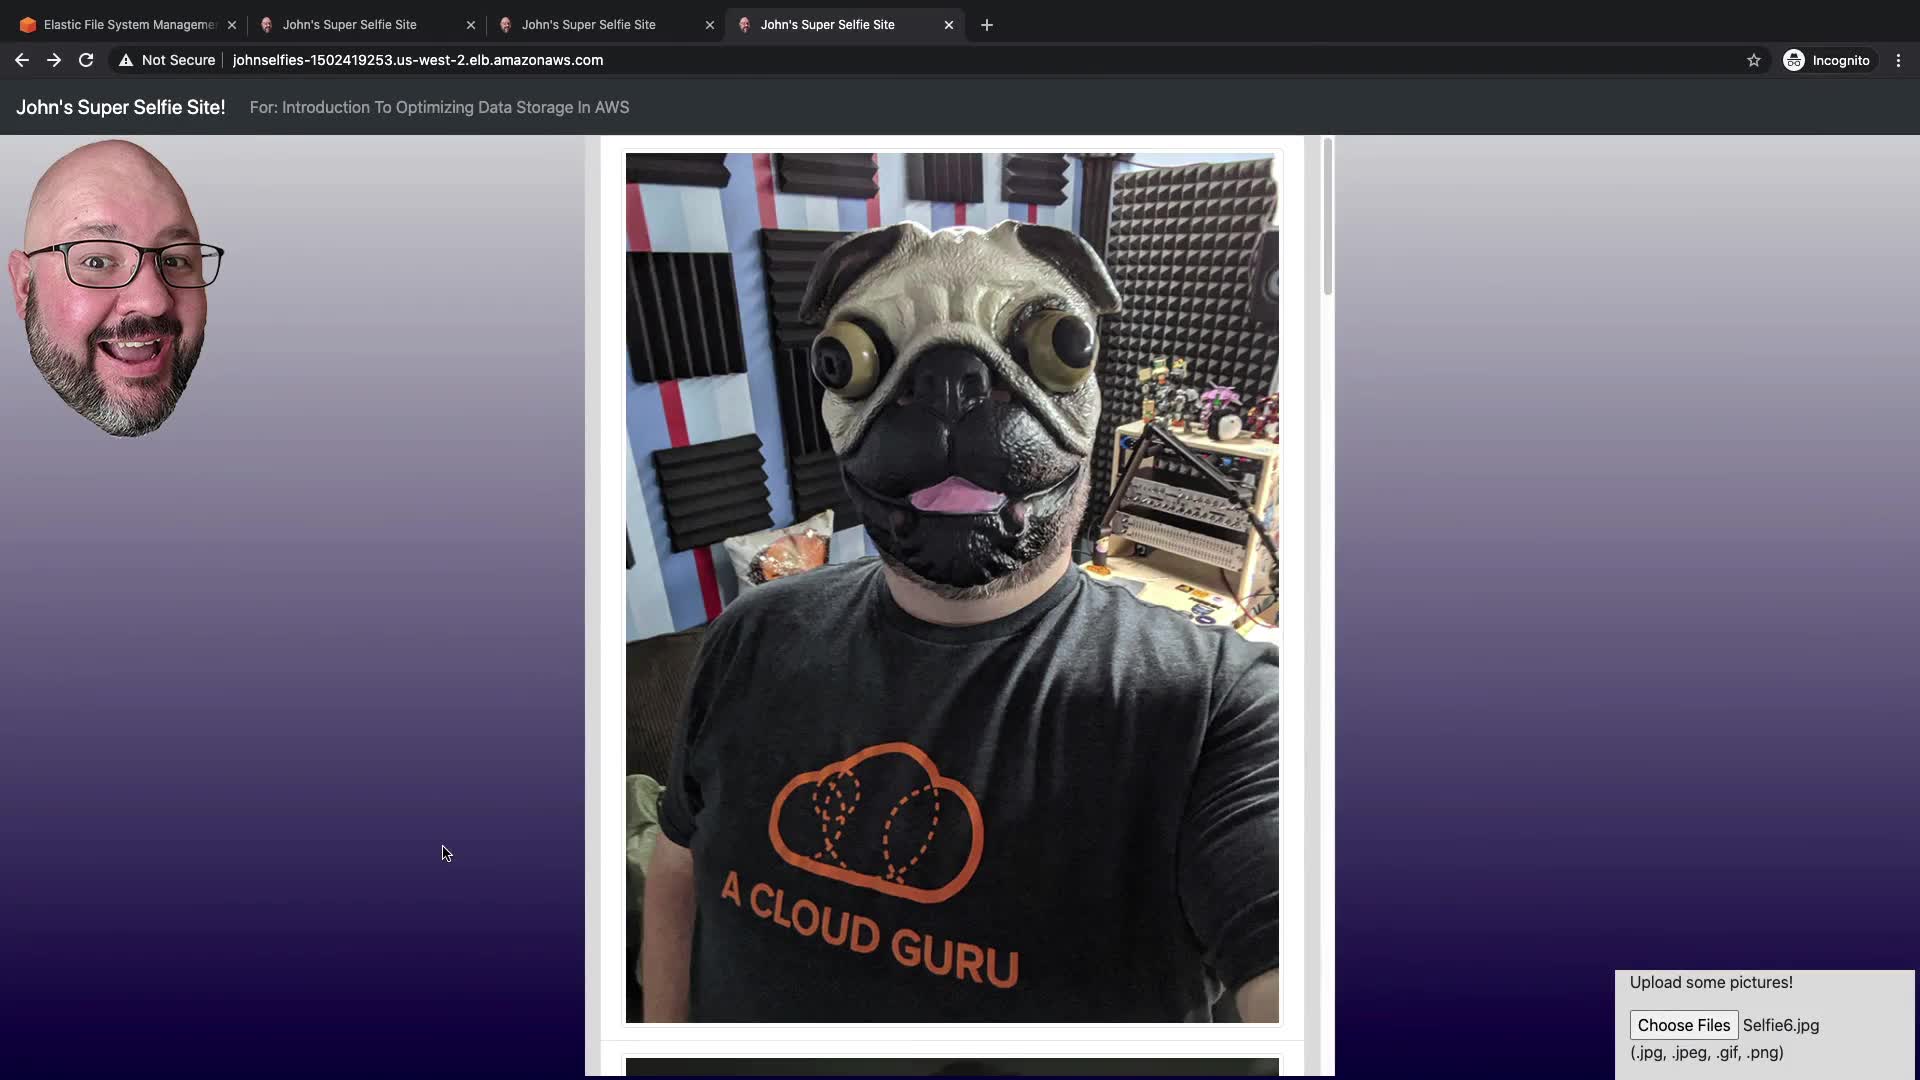 Elastic File System Manageme
John's Super Selfie Site
John's Super Selfie Site
John's Super Selfie Site
Not Secure
johnselfies-1502419253.us-west-2.elb.amazonaws.com
Incognito
John's Super Selfie Site!
For: Introduction To Optimizing Data Storage In AWS
A CLOUD GURU
Upload some pictures!
Choose Files Selfie6.jpg
(.jpg, .jpeg, .gif, .png)